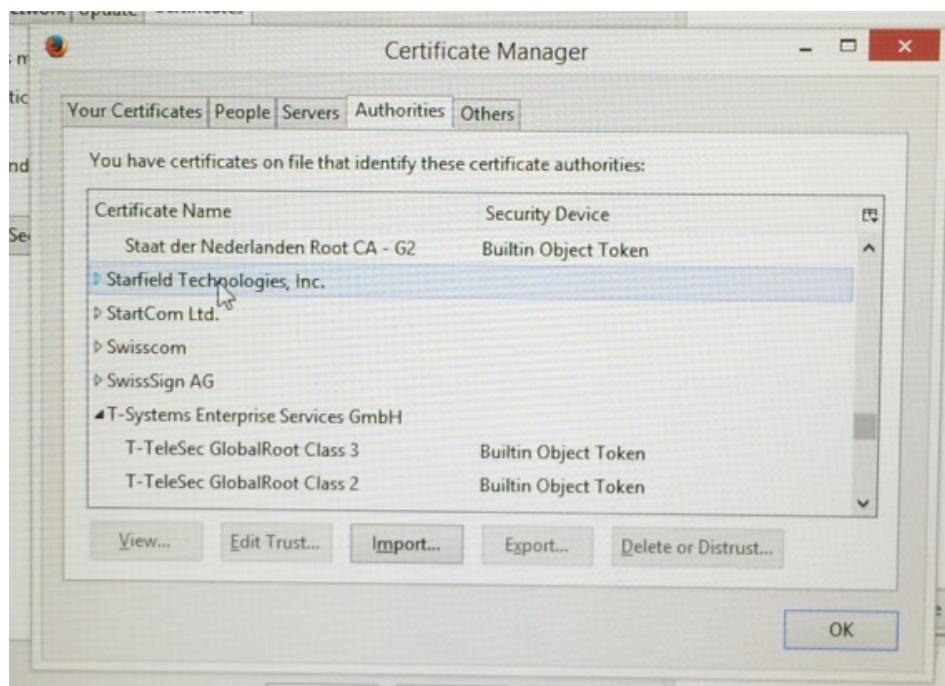 Certificate Manager
Your Certificates People Servers Authorities Others
You have certificates on file that identify these certificate authorities:
Certificate Name Security Device
Staat der Nederlanden Root CA - G2 Builtin Object Token
Starfield Technologies, Inc.
StartCom Ltd.
Swisscom
SwissSign AG
T-Systems Enterprise Services GmbH
T-TeleSec GlobalRoot Class 3 Builtin Object Token
T-TeleSec GlobalRoot Class 2 Builtin Object Token
View... Edit Trust... Import... Export... Delete or Distrust...
OK